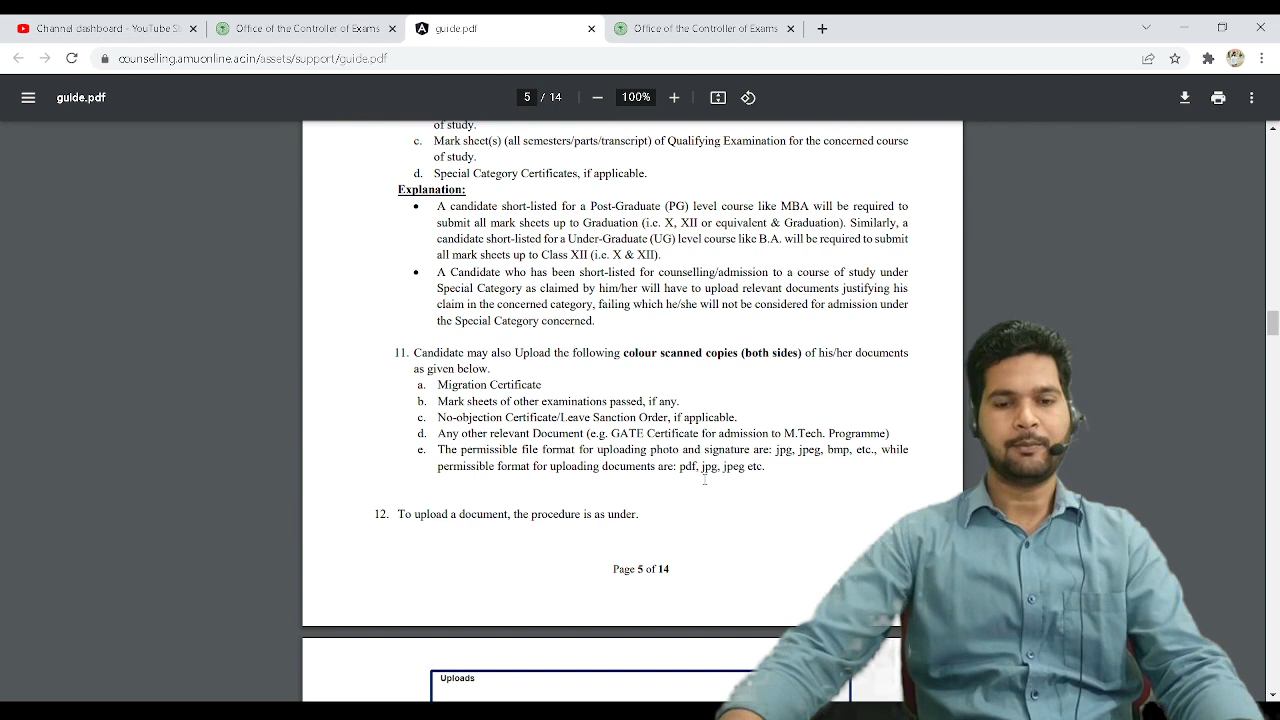 Channel dashboard - YouTube St
Office of the Controller of Exams
guide.pdf
Office of the Controller of Exams
counselling.amuonline.ac.in/assets/support/guide.pdf
guide.pdf
5 / 14
100%
of study.
c. Mark sheet(s) (all semesters/parts/transcript) of Qualifying Examination for the concerned course
of study.
d. Special Category Certificates, if applicable.
Explanation:
• A candidate short-listed for a Post-Graduate (PG) level course like MBA will be required to
submit all mark sheets up to Graduation (i.e. X, XII or equivalent & Graduation). Similarly, a
candidate short-listed for a Under-Graduate (UG) level course like B.A. will be required to submit
all mark sheets up to Class XII (i.e. X & XII).
• A Candidate who has been short-listed for counselling/admission to a course of study under
Special Category as claimed by him/her will have to upload relevant documents justifying his
claim in the concerned category, failing which he/she will not be considered for admission under
the Special Category concerned.
11. Candidate may also Upload the following colour scanned copies (both sides) of his/her documents
as given below.
a. Migration Certificate
b. Mark sheets of other examinations passed, if any.
c. No-objection Certificate/Leave Sanction Order, if applicable.
d. Any other relevant Document (e.g. GATE Certificate for admission to M.Tech. Programme)
e. The permissible file format for uploading photo and signature are: jpg, jpeg, bmp, etc., while
permissible format for uploading documents are: pdf, jpg, jpeg etc.
12. To upload a document, the procedure is as under.
Page 5 of 14
Uploads